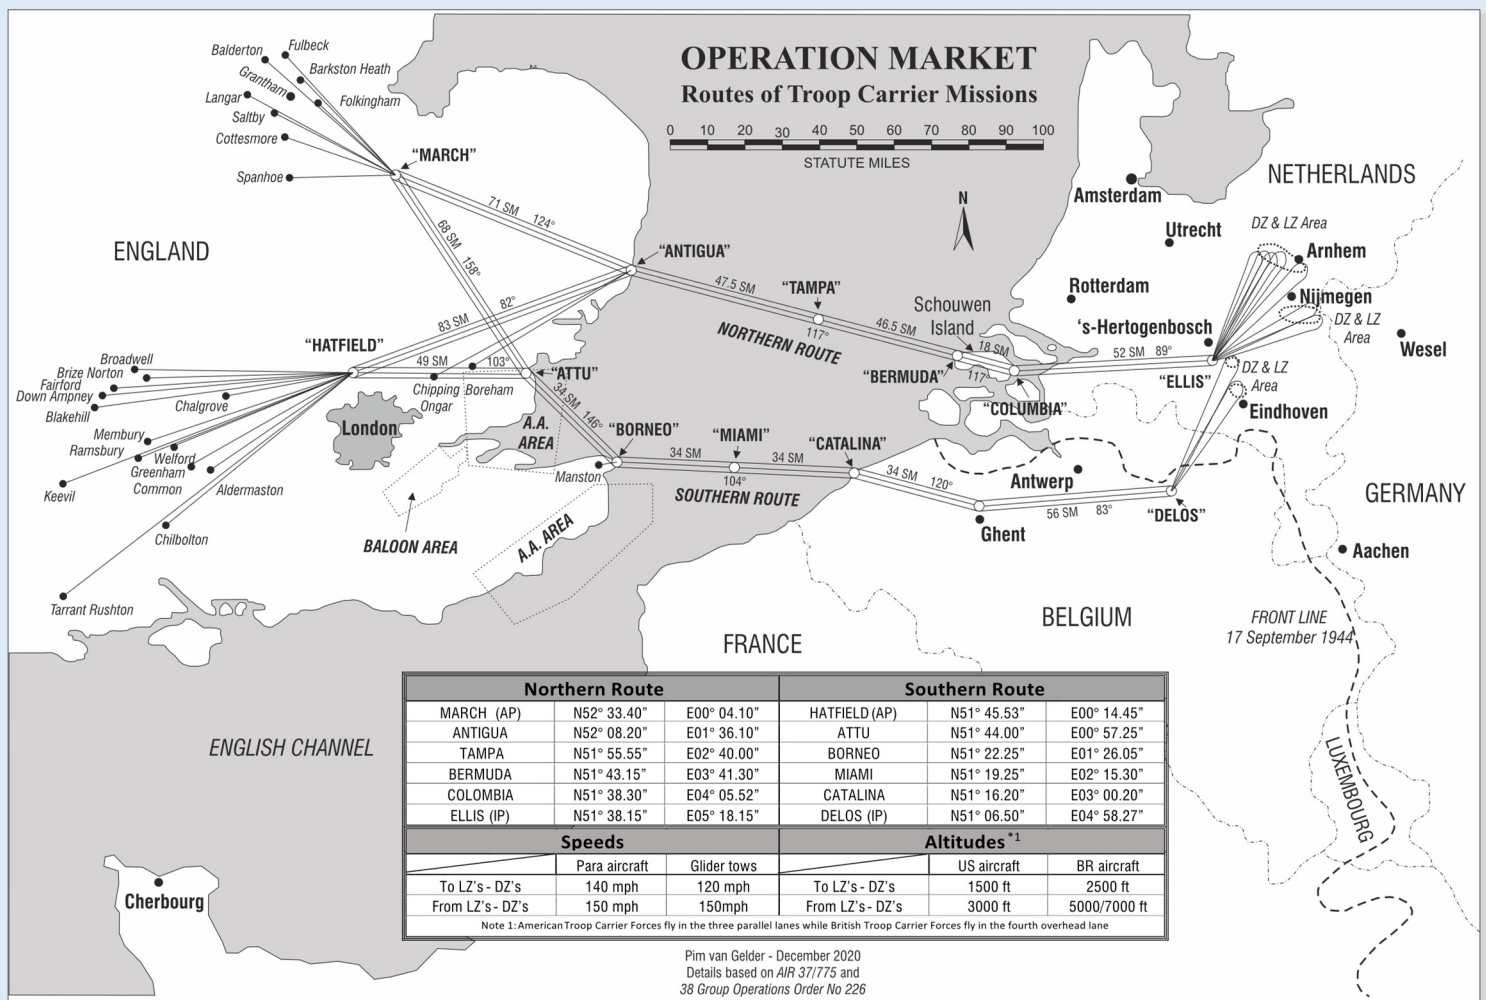 OPERATION MARKET
Routes of Troop Carrier Missions
0 10 20 30 40 50 60 70 80 90 100
STATUTE MILES
N
Balderton
Fulbeck
Grantham
Barkston Heath
Langar
Folkingham
Saltby
Cottesmore
Spanhoe
“MARCH”
71 SM 124°
68 SM 158°
ENGLAND
“ANTIGUA”
47.5 SM
“TAMPA”
117°
46.5 SM
NORTHERN ROUTE
Schouwen
Island
18 SM
117°
“BERMUDA”
“COLUMBIA”
52 SM 89°
“ELLIS”
NETHERLANDS
Amsterdam
Utrecht
Rotterdam
‘s-Hertogenbosch
DZ & LZ Area
Arnhem
Nijmegen
DZ & LZ
Area
Wesel
DZ & LZ
Area
Eindhoven
83 SM 82°
“HATFIELD”
49 SM 103°
“ATTU”
Broadwell
Brize Norton
Fairford
Down Ampney
Blakehill
Chalgrove
Membury
Ramsbury
Welford
Greenham
Common
Keevil
Aldermaston
Chilbolton
Tarrant Rushton
London
Chipping
Ongar
Boreham
A.A.
AREA
34 SM 146°
“BORNEO”
Manston
34 SM
“MIAMI”
34 SM
104°
“CATALINA”
SOUTHERN ROUTE
34 SM 120°
Antwerp
Ghent
56 SM 83°
“DELOS”
GERMANY
Aachen
BALOON AREA
A.A. AREA
FRANCE
BELGIUM
FRONT LINE
17 September 1944
LUXEMBOURG
ENGLISH CHANNEL
Cherbourg
Northern Route Southern Route
MARCH (AP) N52° 33.40” E00° 04.10” HATFIELD (AP) N51° 45.53” E00° 14.45”
ANTIGUA N52° 08.20” E01° 36.10” ATTU N51° 44.00” E00° 57.25”
TAMPA N51° 55.55” E02° 40.00” BORNEO N51° 22.25” E01° 26.05”
BERMUDA N51° 43.15” E03° 41.30” MIAMI N51° 19.25” E02° 15.30”
COLOMBIA N51° 38.30” E04° 05.52” CATALINA N51° 16.20” E03° 00.20”
ELLIS (IP) N51° 38.15” E05° 18.15” DELOS (IP) N51° 06.50” E04° 58.27”
Speeds Altitudes *1
Para aircraft Glider tows US aircraft BR aircraft
To LZ’s - DZ’s 140 mph 120 mph To LZ’s - DZ’s 1500 ft 2500 ft
From LZ’s - DZ’s 150 mph 150mph From LZ’s - DZ’s 3000 ft 5000/7000 ft
Note 1: American Troop Carrier Forces fly in the three parallel lanes while British Troop Carrier Forces fly in the fourth overhead lane
Pim van Gelder - December 2020
Details based on AIR 37/775 and
38 Group Operations Order No 226